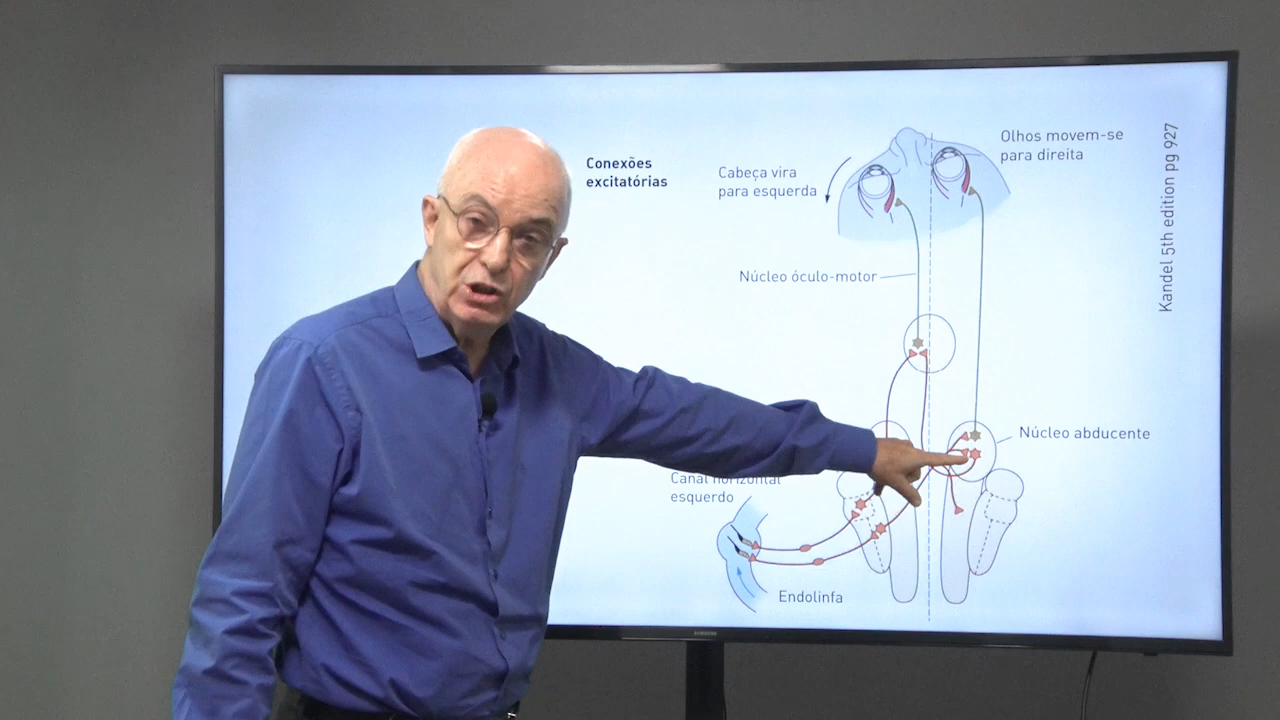 Conexões
excitatórias
Cabeça vira
para esquerda
Olhos movem-se
para direita
Kandel 5th edition pg 927
Núcleo óculo-motor
Núcleo abducente
Canal horizontal
esquerdo
Endolinfa
SAMSUNG